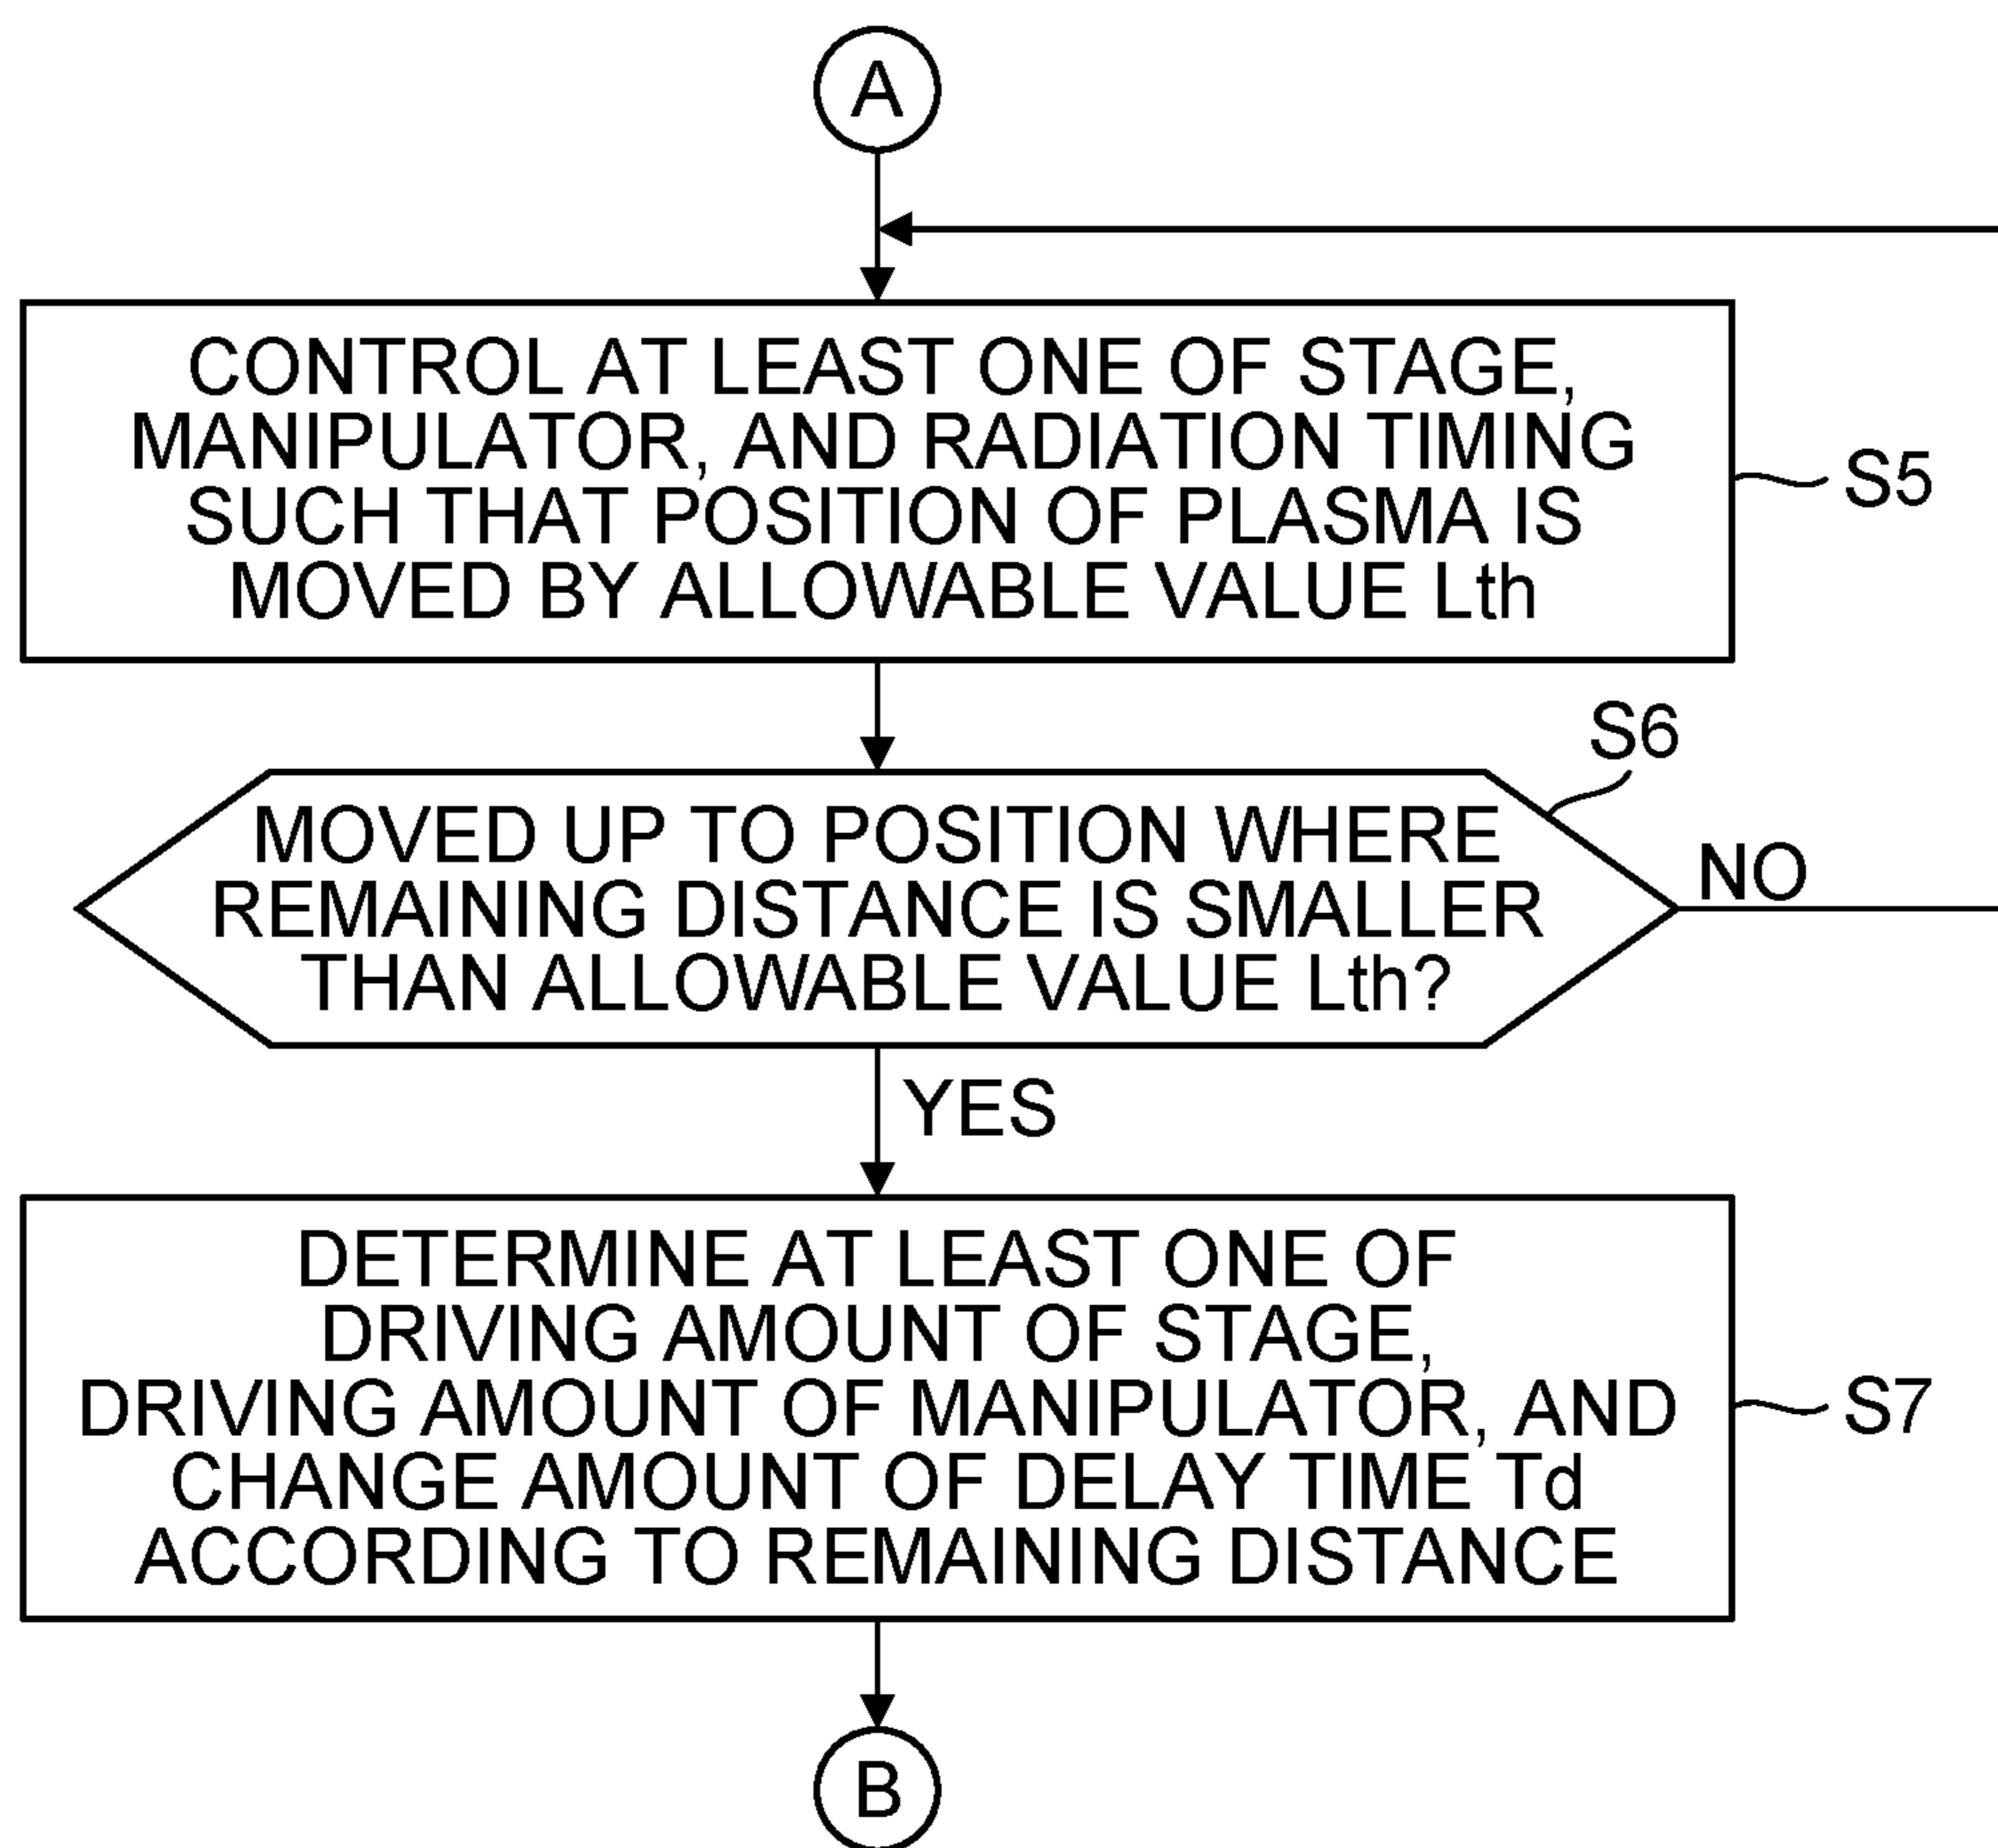 A
CONTROL AT LEAST ONE OF STAGE,
MANIPULATOR, AND RADIATION TIMING
SUCH THAT POSITION OF PLASMA IS
MOVED BY ALLOWABLE VALUE Lth
S5
S6
MOVED UP TO POSITION WHERE
REMAINING DISTANCE IS SMALLER
THAN ALLOWABLE VALUE Lth?
NO
YES
DETERMINE AT LEAST ONE OF
DRIVING AMOUNT OF STAGE,
DRIVING AMOUNT OF MANIPULATOR, AND
CHANGE AMOUNT OF DELAY TIME Td
ACCORDING TO REMAINING DISTANCE
S7
B